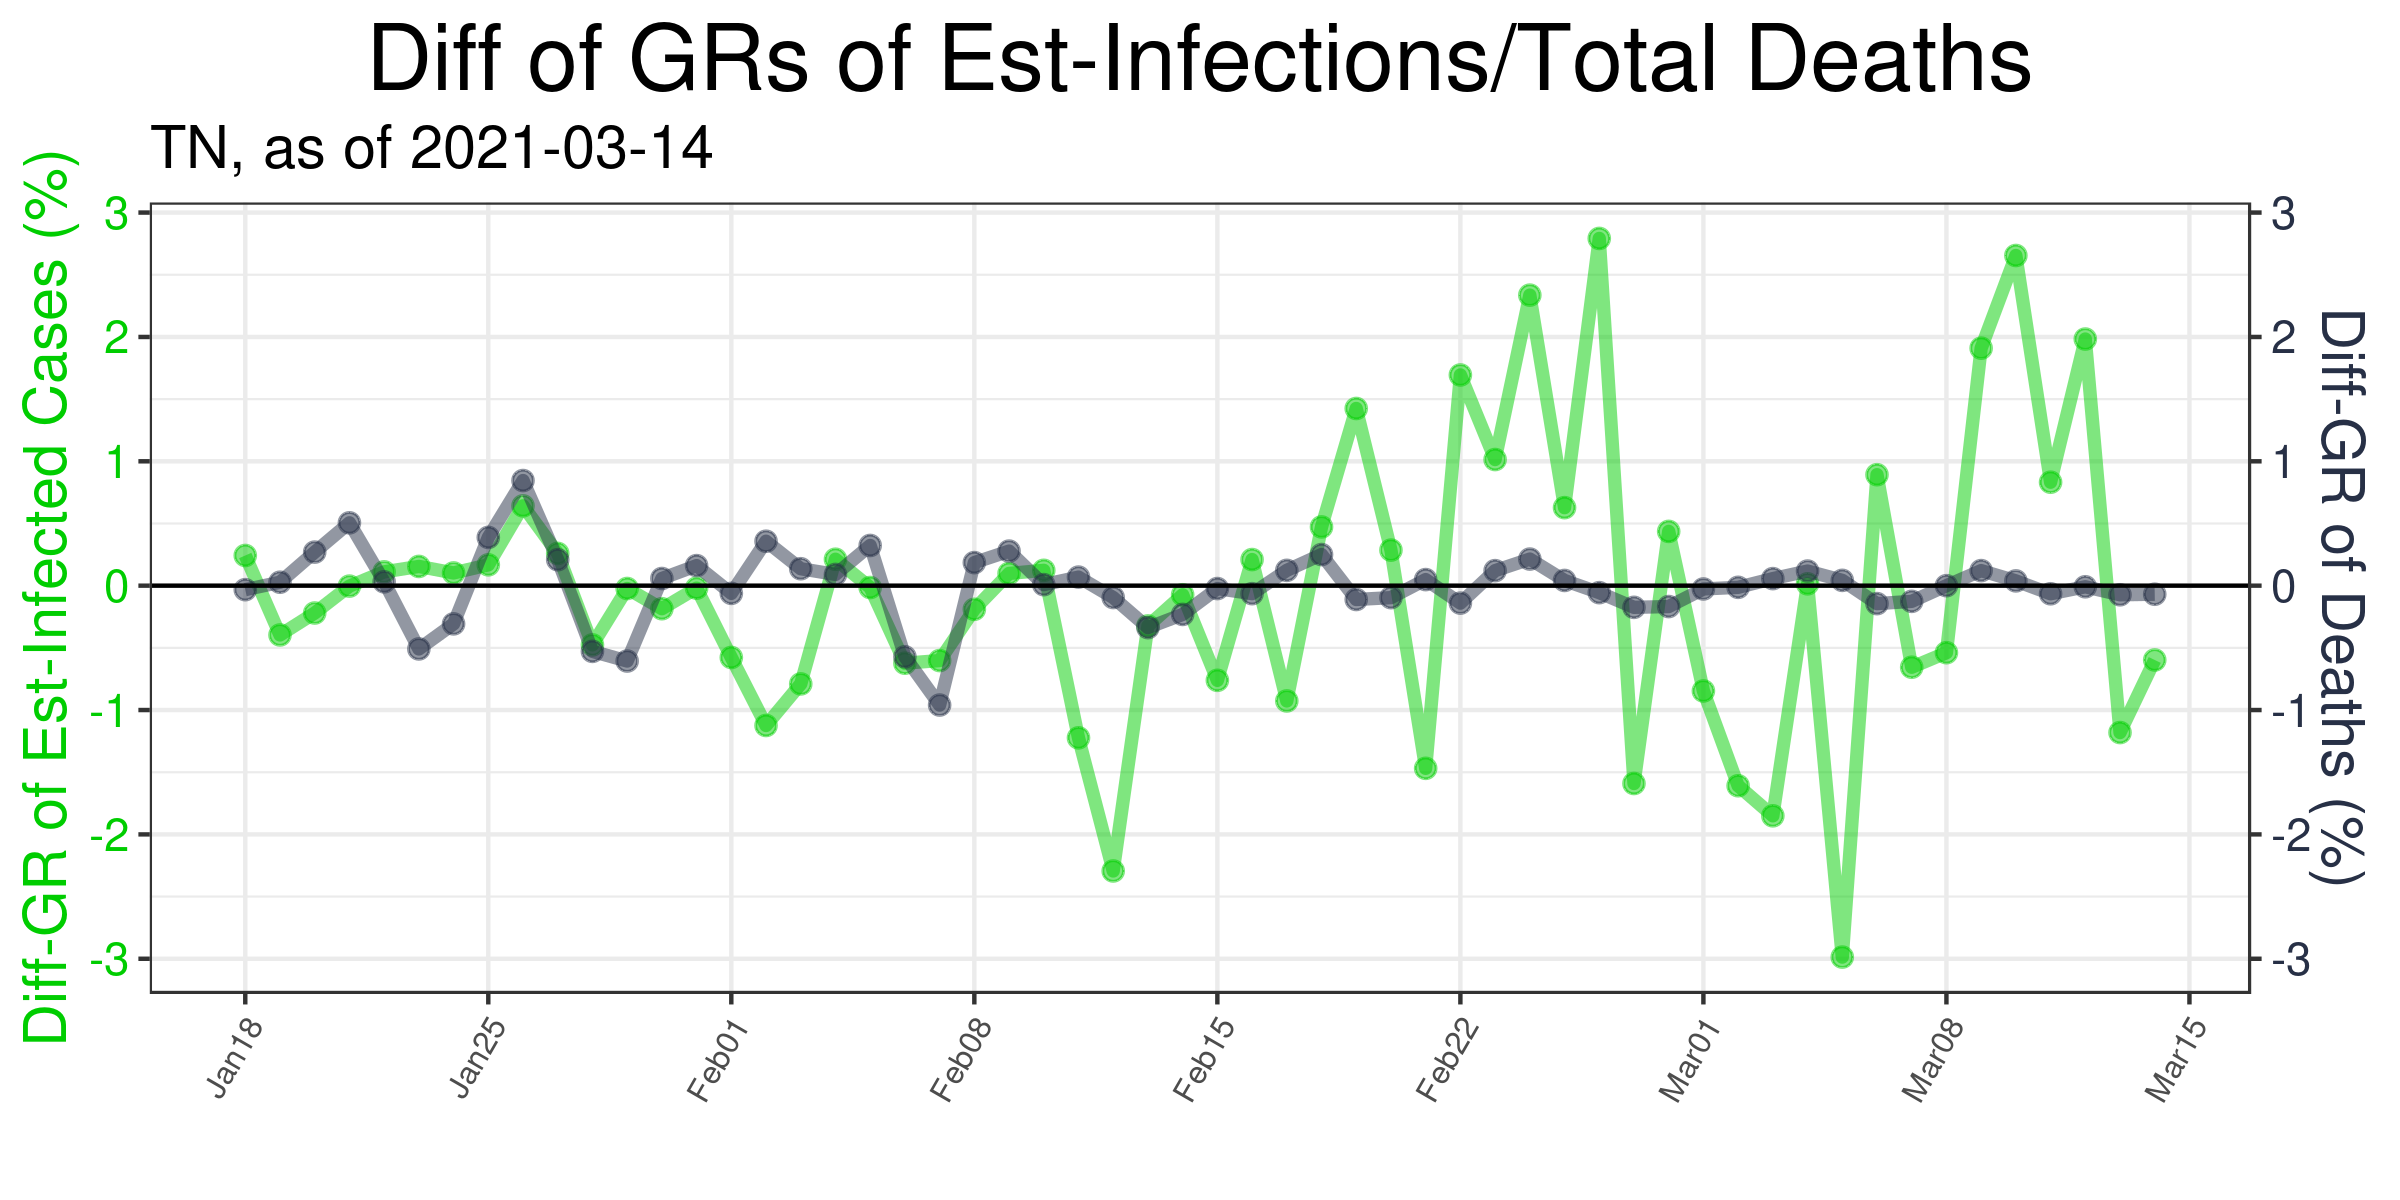 Diff of GRs of Est-Infections/Total Deaths
TN, as of 2021-03-14
Diff-GR of Est-Infected Cases (%)
3
2
1
0
-1
-2
-3
3
2
1
0
-1
-2
-3
Diff-GR of Deaths (%)
Jan18
Jan25
Feb01
Feb08
Feb15
Feb22
Mar01
Mar08
Mar15